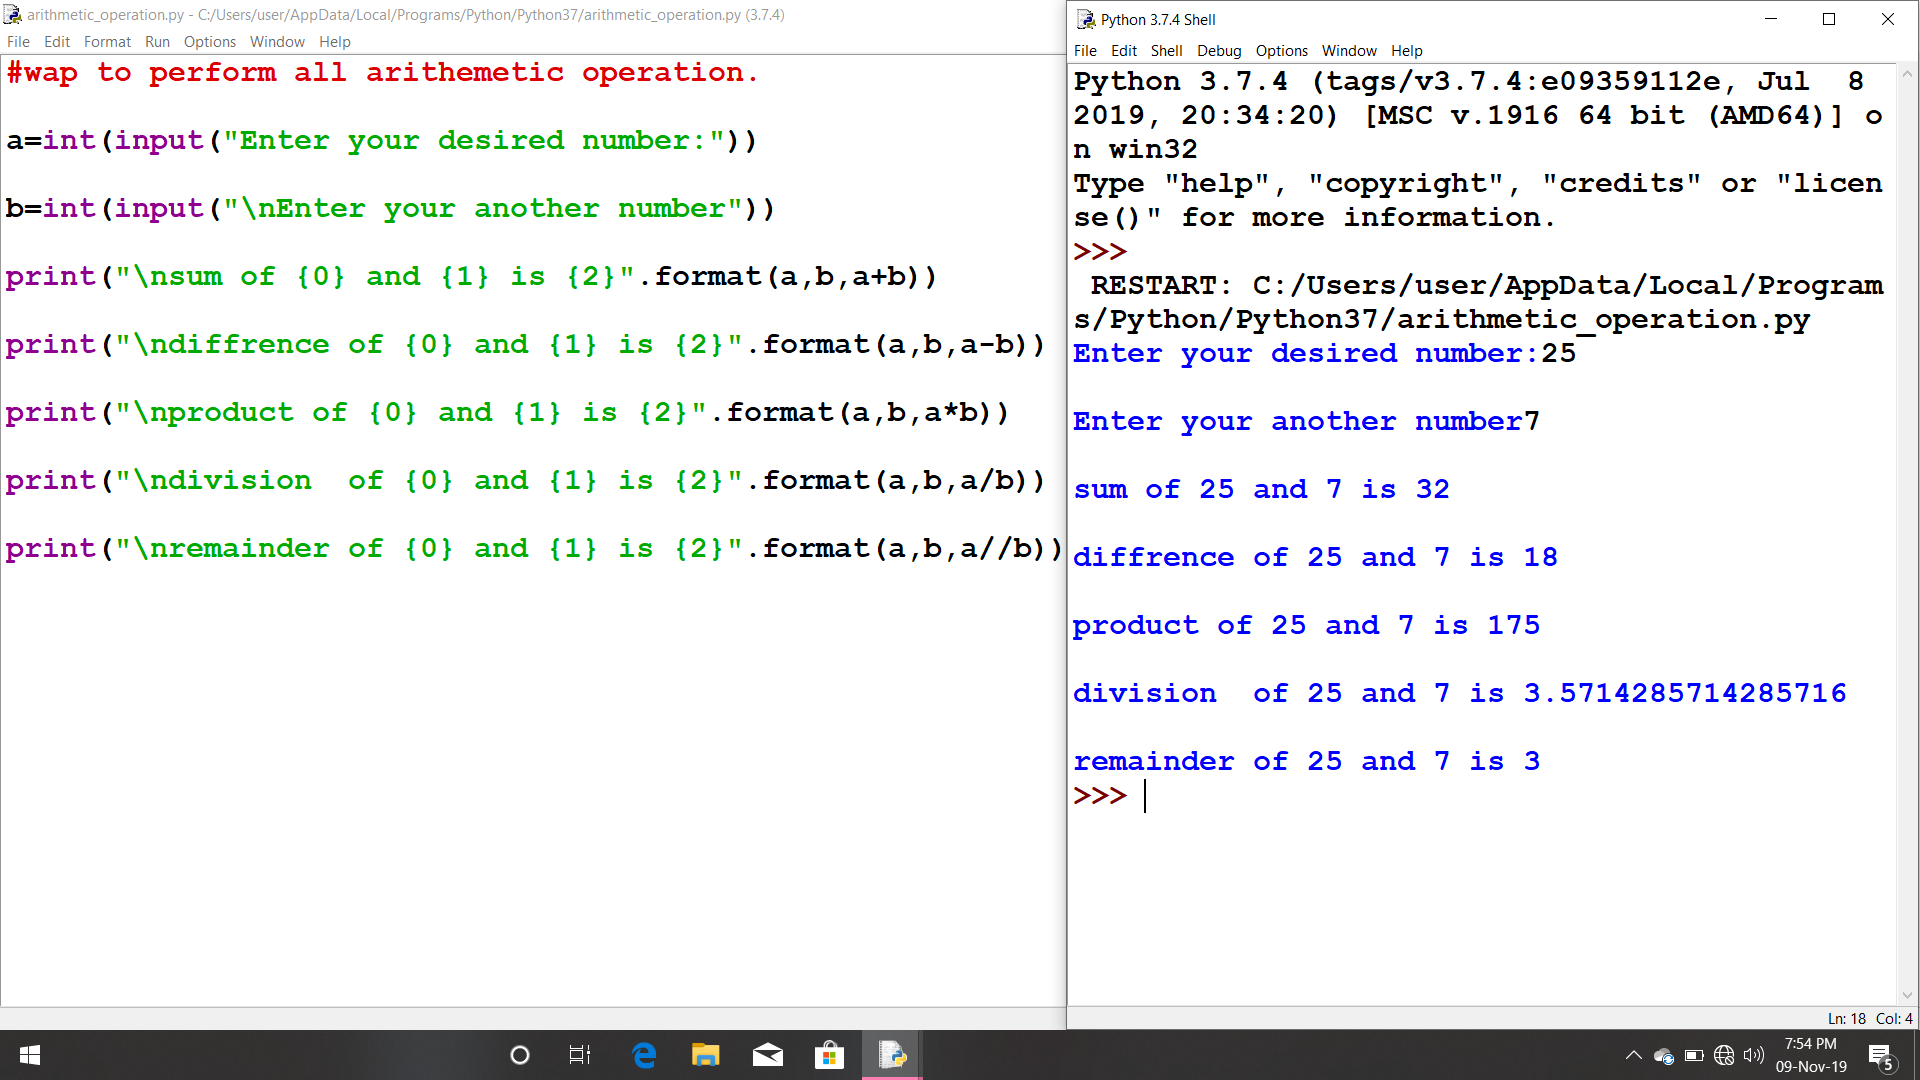 arithmetic_operation.py - C:/Users/user/AppData/Local/Programs/Python/Python37/arithmetic_operation.py (3.7.4)
File Edit Format Run Options Window Help
#wap to perform all arithemetic operation.
a=int(input("Enter your desired number:"))
b=int(input("\nEnter your another number"))
print("\nsum of {0} and {1} is {2}".format(a,b,a+b))
print("\ndiffrence of {0} and {1} is {2}".format(a,b,a-b))
print("\nproduct of {0} and {1} is {2}".format(a,b,a*b))
print("\ndivision  of {0} and {1} is {2}".format(a,b,a/b))
print("\nremainder of {0} and {1} is {2}".format(a,b,a//b))
Python 3.7.4 Shell
File Edit Shell Debug Options Window Help
Python 3.7.4 (tags/v3.7.4:e09359112e, Jul  8
2019, 20:34:20) [MSC v.1916 64 bit (AMD64)] o
n win32
Type "help", "copyright", "credits" or "licen
se()" for more information.
>>>
 RESTART: C:/Users/user/AppData/Local/Program
s/Python/Python37/arithmetic_operation.py
Enter your desired number:25
Enter your another number7
sum of 25 and 7 is 32
diffrence of 25 and 7 is 18
product of 25 and 7 is 175
division  of 25 and 7 is 3.5714285714285716
remainder of 25 and 7 is 3
>>>
Ln: 18 Col: 4
7:54 PM
09-Nov-19
5